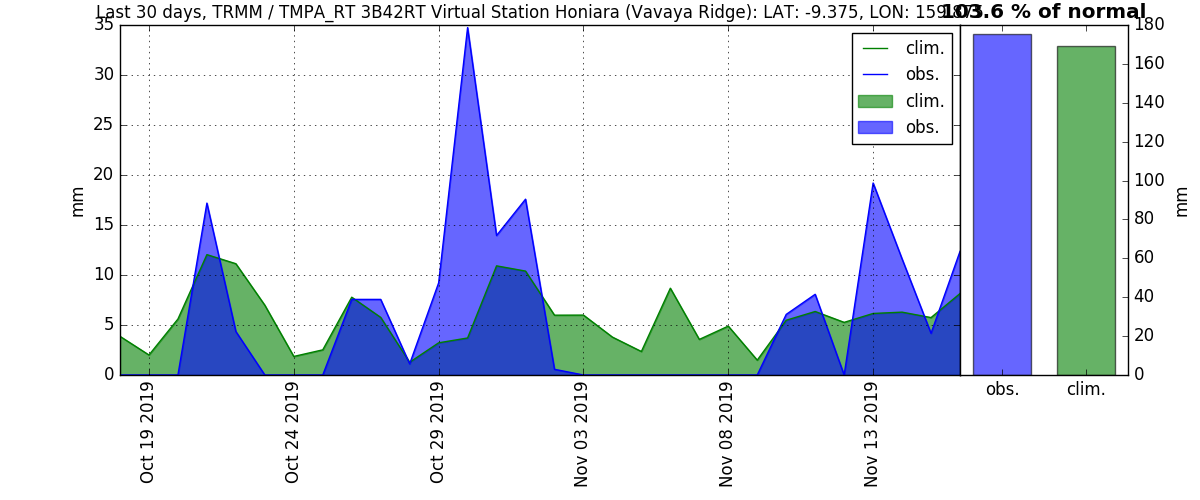 Last 30 days, TRMM / TMPA_RT 3B42RT Virtual Station Honiara (Vavaya Ridge): LAT: -9.375, LON:
103.6 % of normal
35
30
25
20
15
10
5
0
mm
clim.
obs.
clim.
obs.
Oct 19 2019
Oct 24 2019
Oct 29 2019
Nov 03 2019
Nov 08 2019
Nov 13 2019
180
160
140
120
100
80
60
40
20
0
mm
obs.
clim.